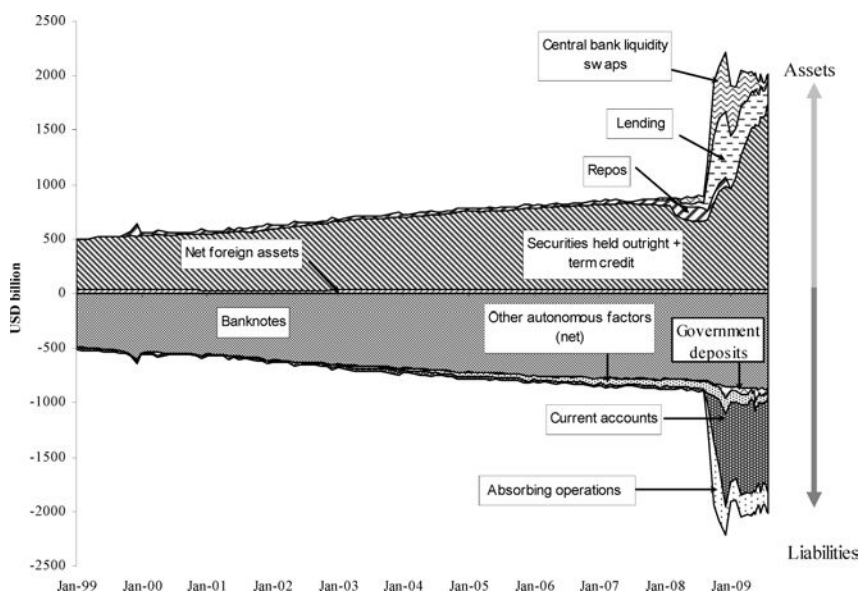 2500
2000
1500
1000
500
0
-500
-1000
-1500
-2000
-2500
USD billion
Central bank liquidity
swaps
Assets
Lending
Repos
Net foreign assets
Securities held outright +
term credit
Banknotes
Other autonomous factors
(net)
Government
deposits
Current accounts
Absorbing operations
Liabilities
Jan-99 Jan-00 Jan-01 Jan-02 Jan-03 Jan-04 Jan-05 Jan-06 Jan-07 Jan-08 Jan-09